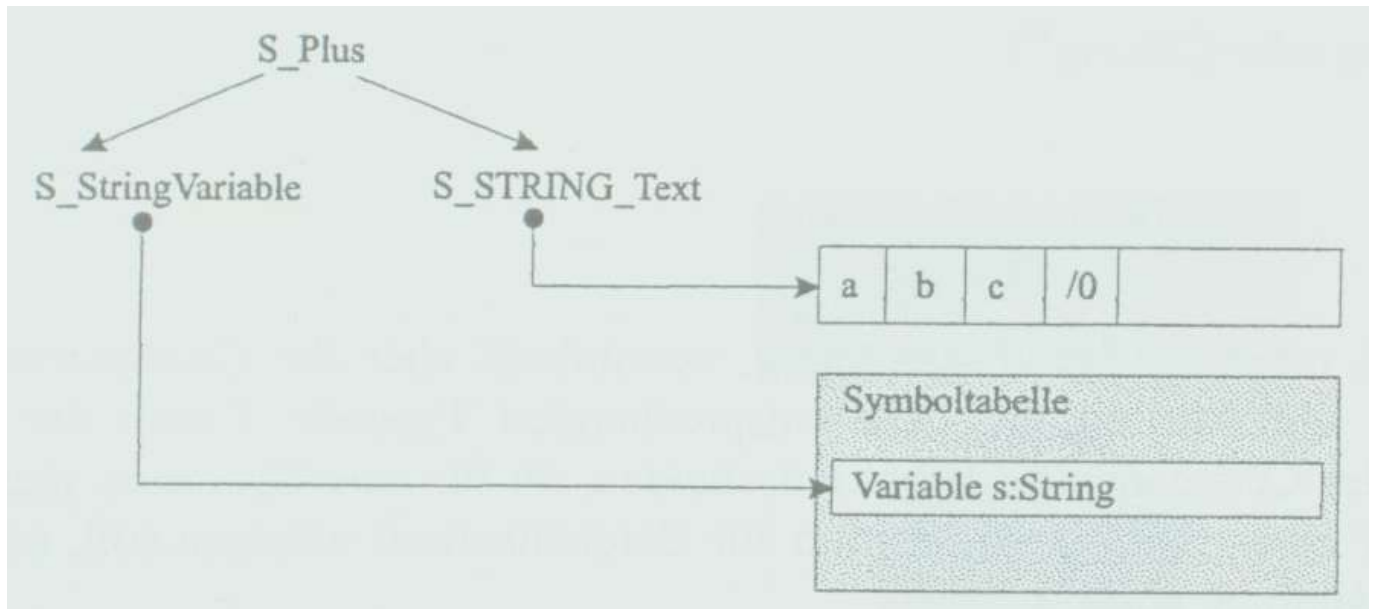 S_Plus
S_StringVariable S_STRING_Text
a b c /0
Symboltabelle
Variable s:String